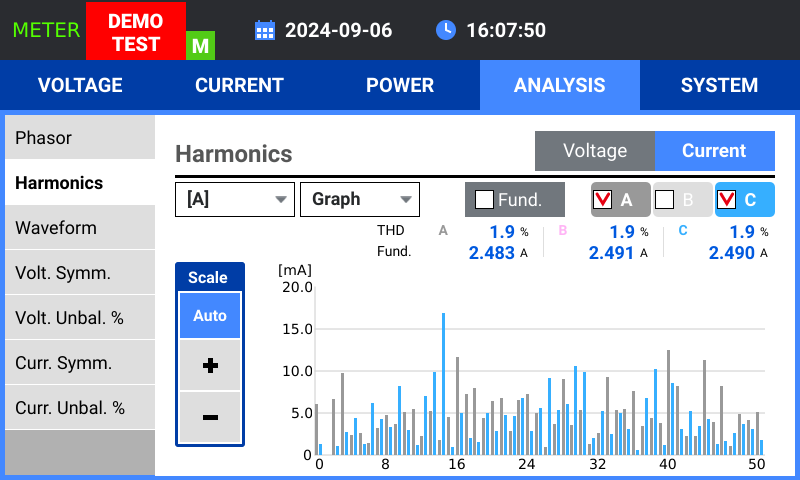 METER
DEMO
TEST
M
2024-09-06
16:07:50
VOLTAGE
CURRENT
POWER
ANALYSIS
SYSTEM
Phasor
Harmonics
Waveform
Volt. Symm.
Volt. Unbal. %
Curr. Symm.
Curr. Unbal. %
Harmonics
Voltage
Current
[A]
Graph
Fund.
A
B
C
THD
A
1.9 %
B
1.9 %
C
1.9 %
Fund.
2.483 A
2.491 A
2.490 A
Scale
Auto
+
−
[mA]
20.0
15.0
10.0
5.0
0
0 8 16 24 32 40 50